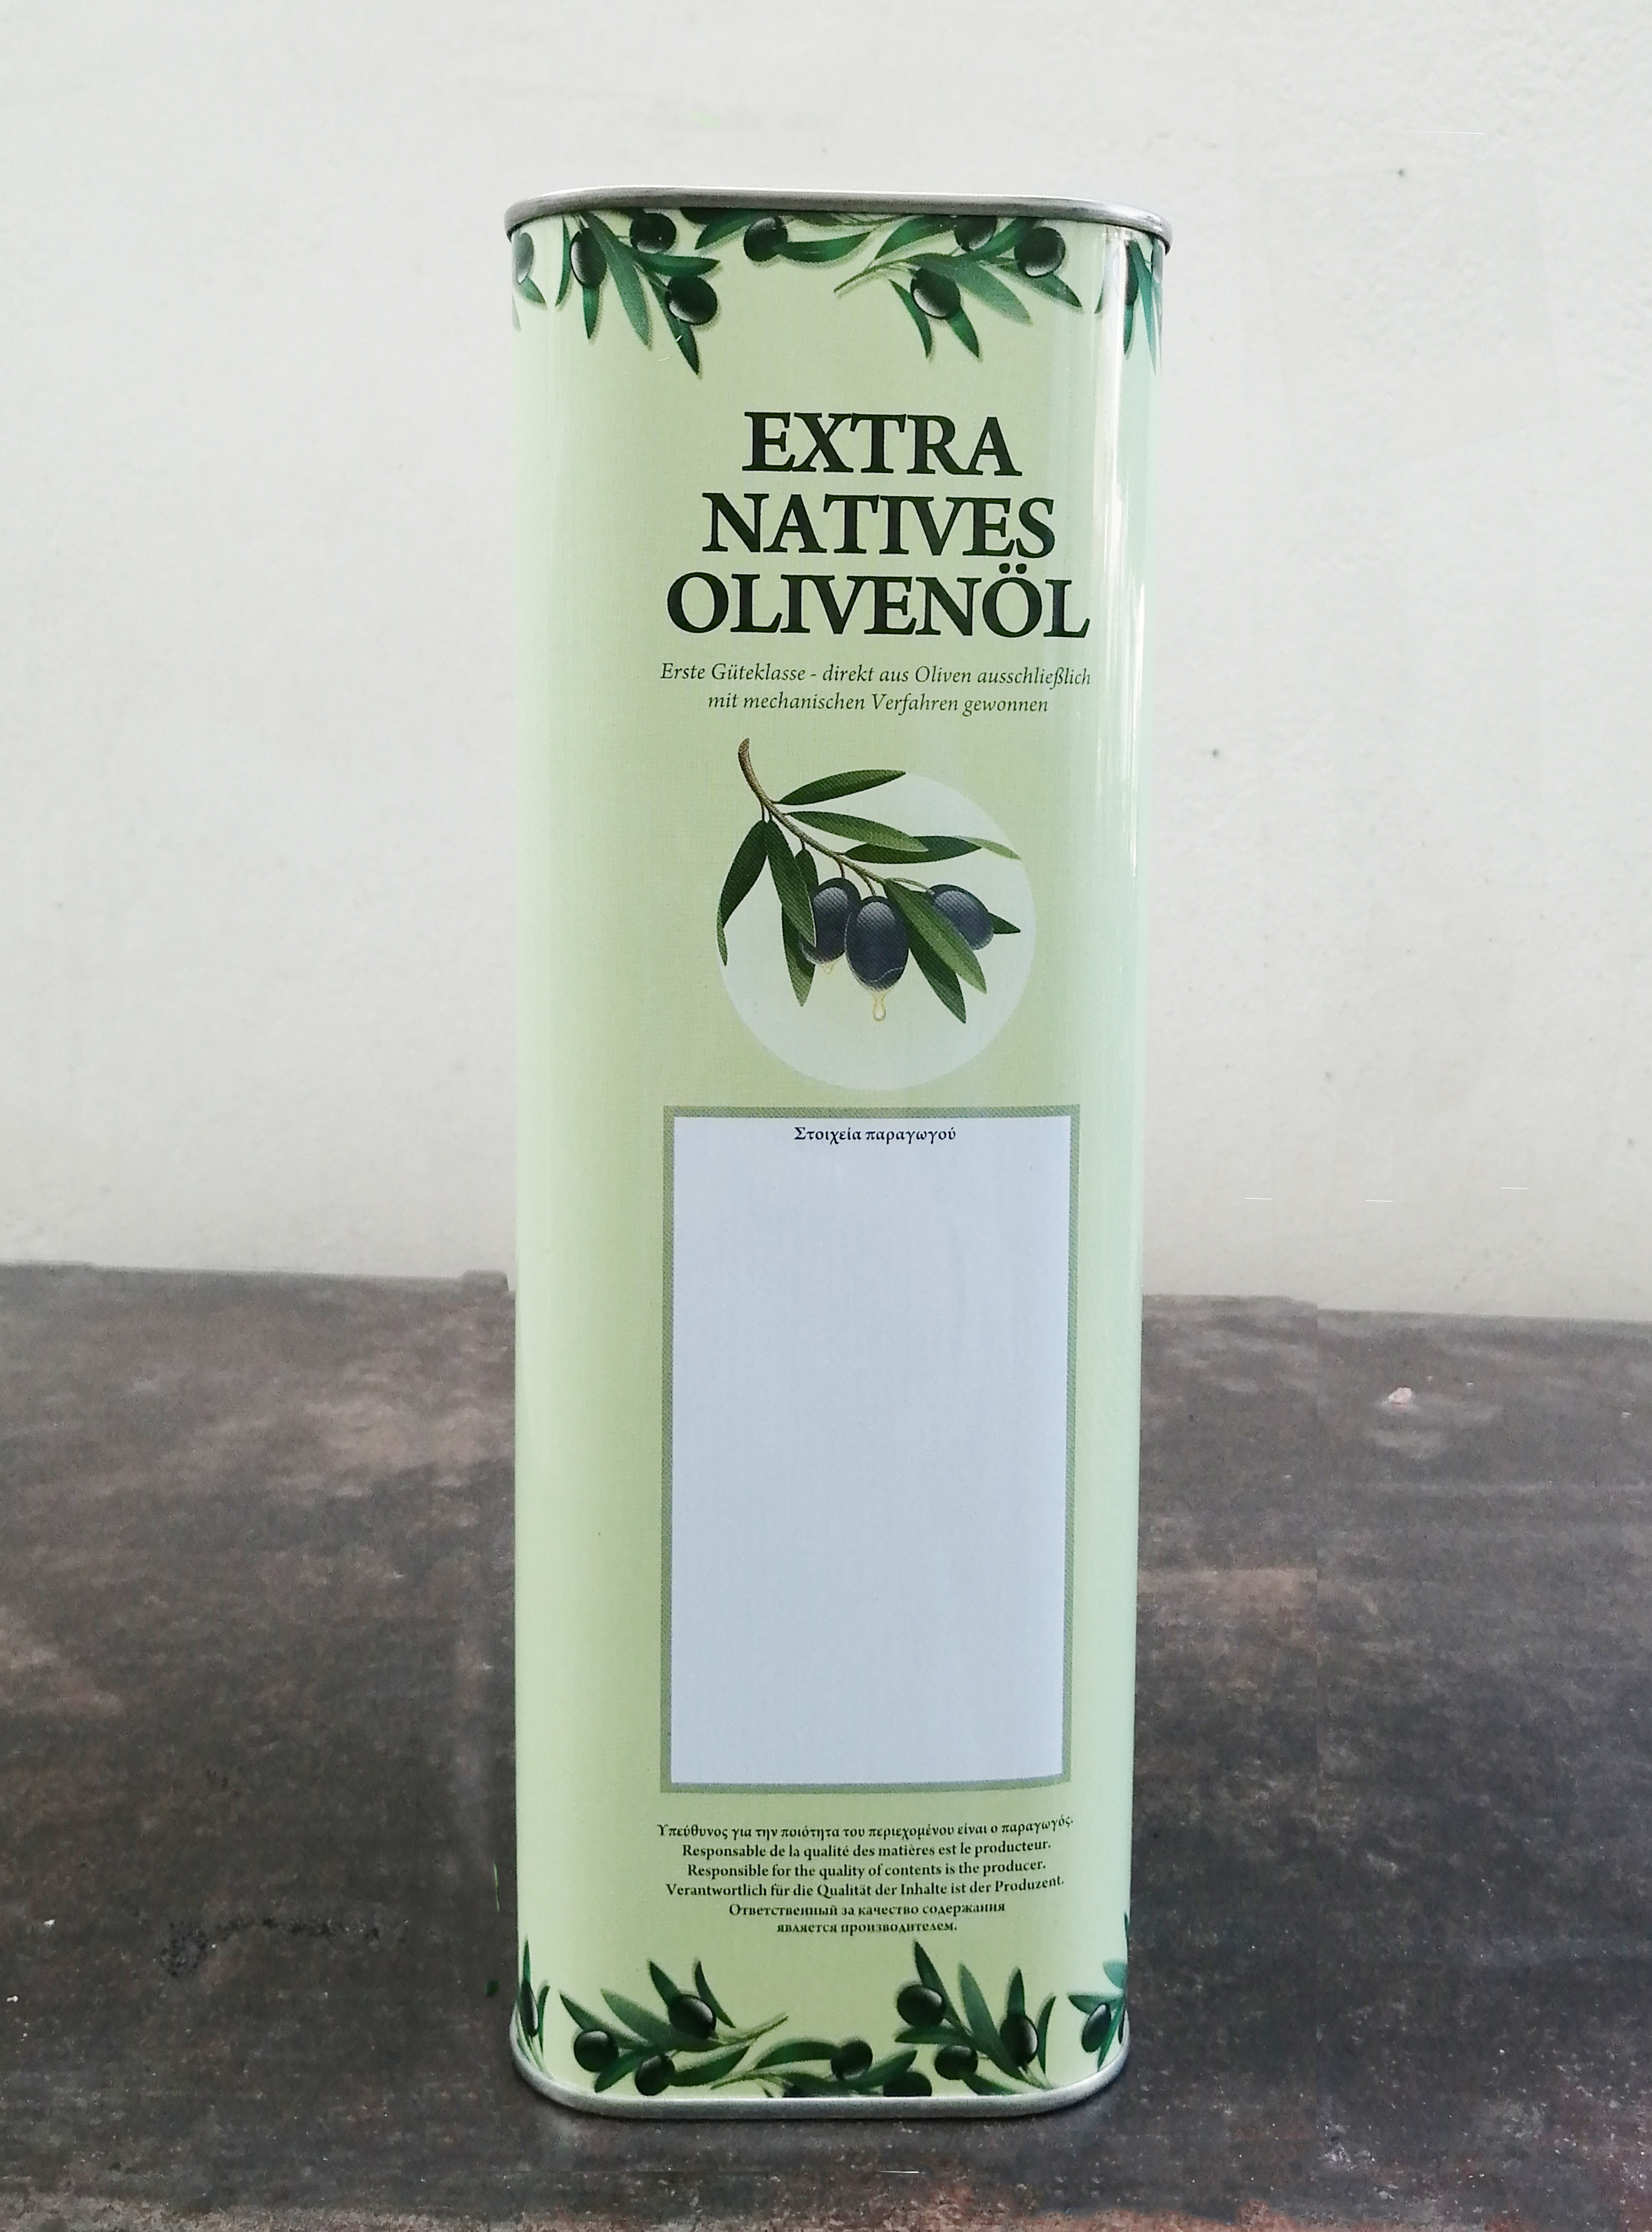 EXTRA
NATIVES
OLIVENÖL
Erste Güteklasse - direkt aus Oliven ausschließlich
mit mechanischen Verfahren gewonnen
Στοιχεία παραγωγού
Υπεύθυνος για την ποιότητα του περιεχομένου είναι ο παραγωγός.
Responsable de la qualité des matières est le producteur.
Responsible for the quality of contents is the producer.
Verantwortlich für die Qualität der Inhalte ist der Produzent.
Ответственный за качество содержания
является производителем.